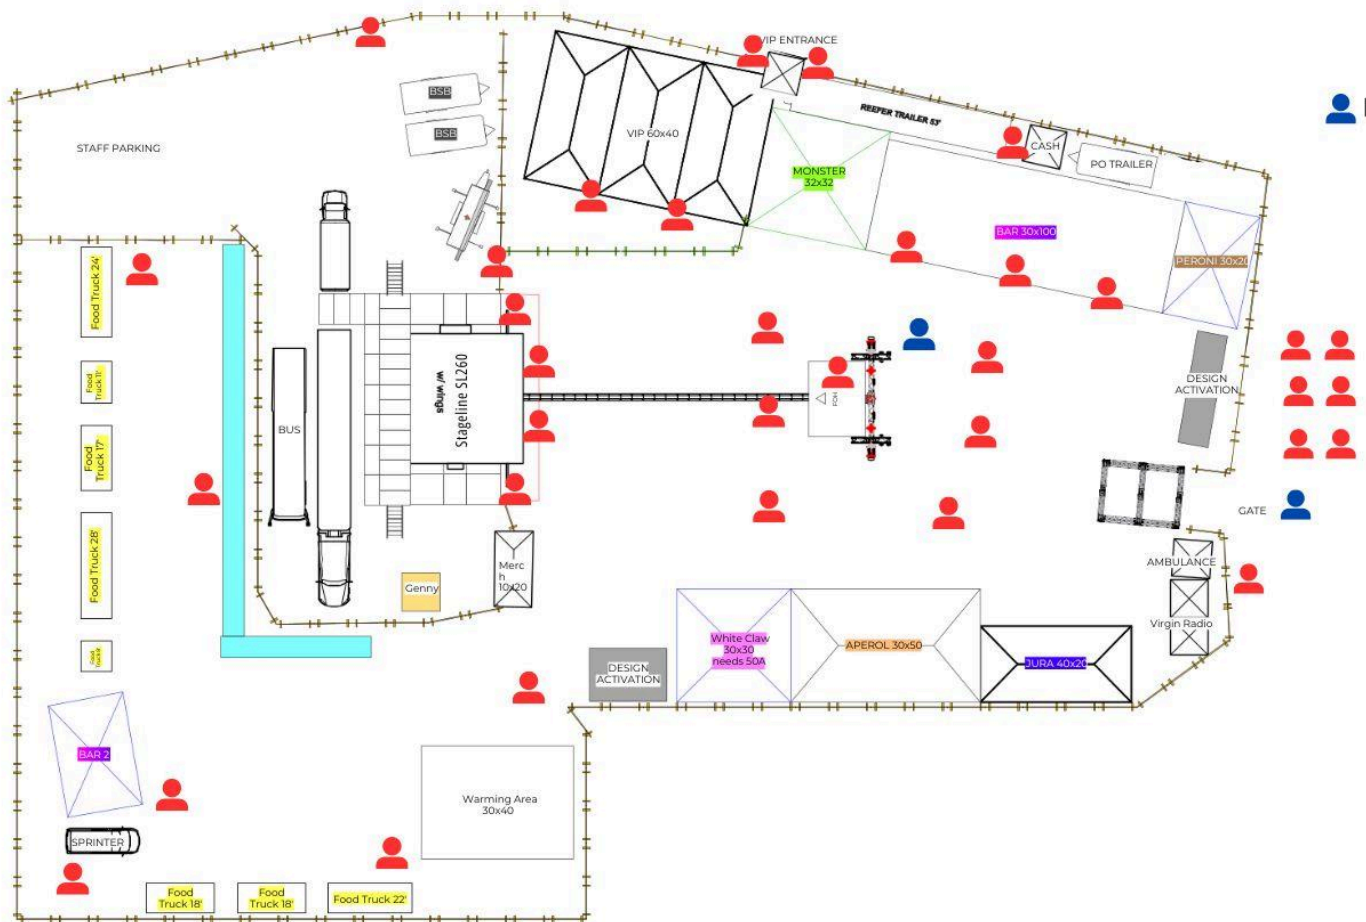 VIP ENTRANCE
BSB
BSB
STAFF PARKING
VIP 60x40
REEFER TRAILER 53'
CASH
PO TRAILER
MONSTER
32x32
BAR 30x100
PERONI 30x20
Food Truck 24'
Food
Truck 11'
Food
Truck 17'
Food Truck 28'
BUS
Stageline SL260
w/ wings
FOH
DESIGN
ACTIVATION
GATE
AMBULANCE
Virgin Radio
Genny
Merc
h
10x20
White Claw
30x30
needs 50A
APEROL 30x50
JURA 40x20
DESIGN
ACTIVATION
BAR 2
SPRINTER
Warming Area
30x40
Food
Truck 18'
Food
Truck 18'
Food Truck 22'